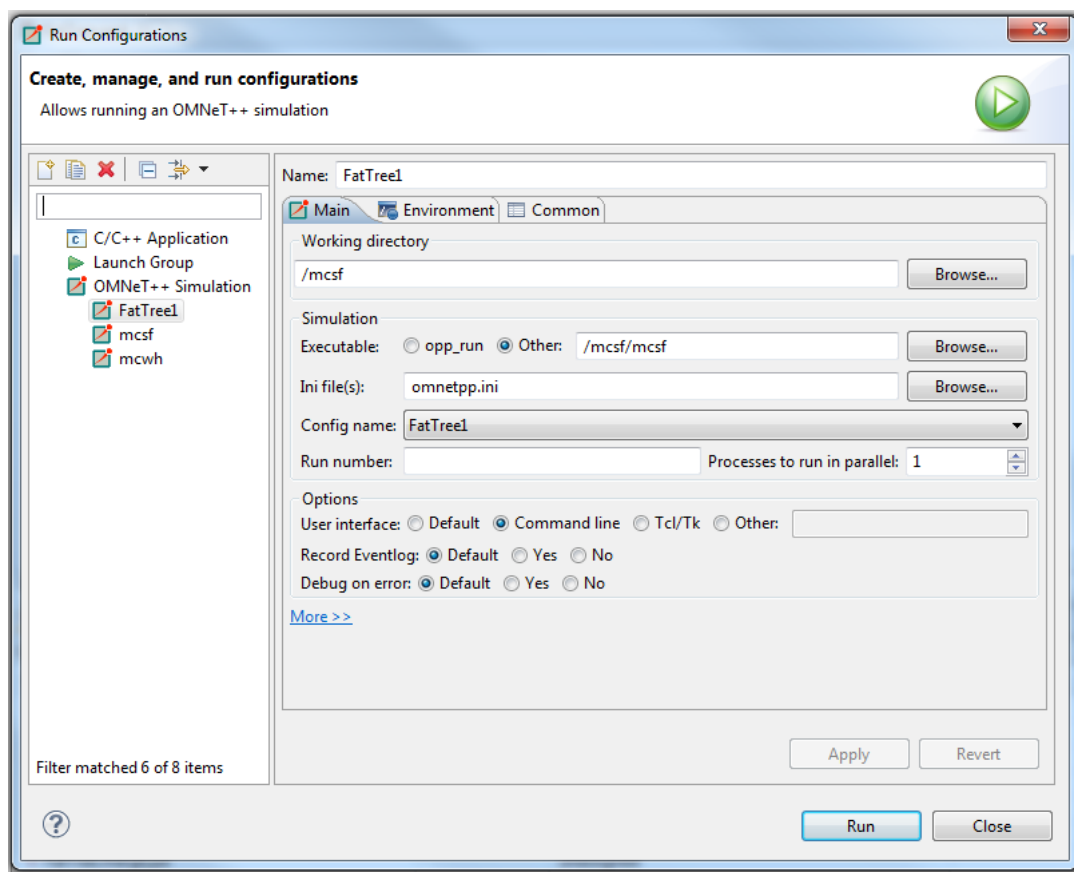 Run Configurations
x
Create, manage, and run configurations
Allows running an OMNeT++ simulation
Name: FatTree1
Main Environment Common
c C/C++ Application
Launch Group
OMNeT++ Simulation
FatTree1
mcsf
mcwh
Filter matched 6 of 8 items
Working directory
/mcsf Browse...
Simulation
Executable: opp_run Other: /mcsf/mcsf Browse...
Ini file(s): omnetpp.ini Browse...
Config name: FatTree1
Run number: Processes to run in parallel: 1
Options
User interface: Default Command line Tcl/Tk Other:
Record Eventlog: Default Yes No
Debug on error: Default Yes No
More >>
Apply Revert
? Run Close